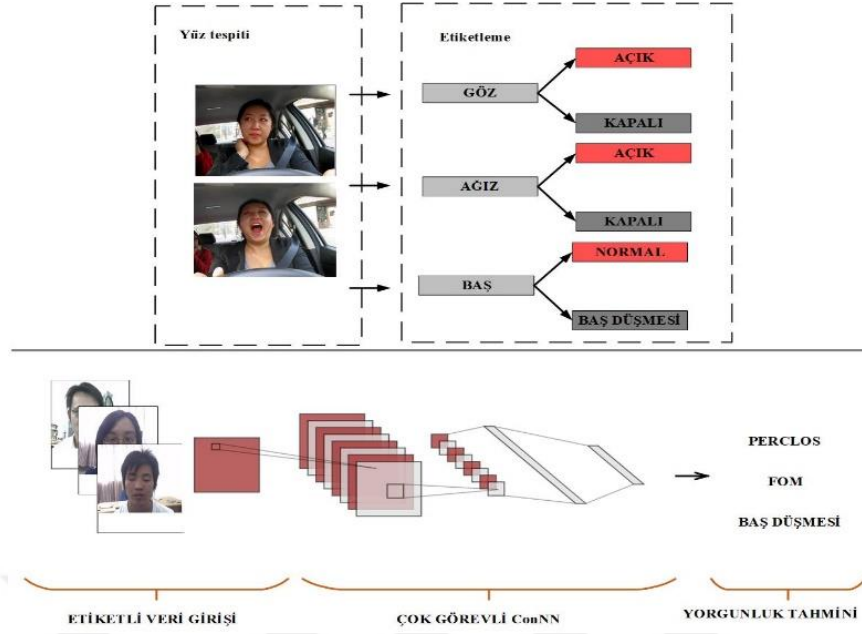 Yüz tespiti
Etiketleme
GÖZ
AÇIK
KAPALI
AĞIZ
AÇIK
KAPALI
BAŞ
NORMAL
BAŞ DÜŞMESİ
PERCLOS
FOM
BAŞ DÜŞMESİ
ETİKETLİ VERİ GİRİŞİ
ÇOK GÖREVLİ ConNN
YORGUNLUK TAHMİNİ